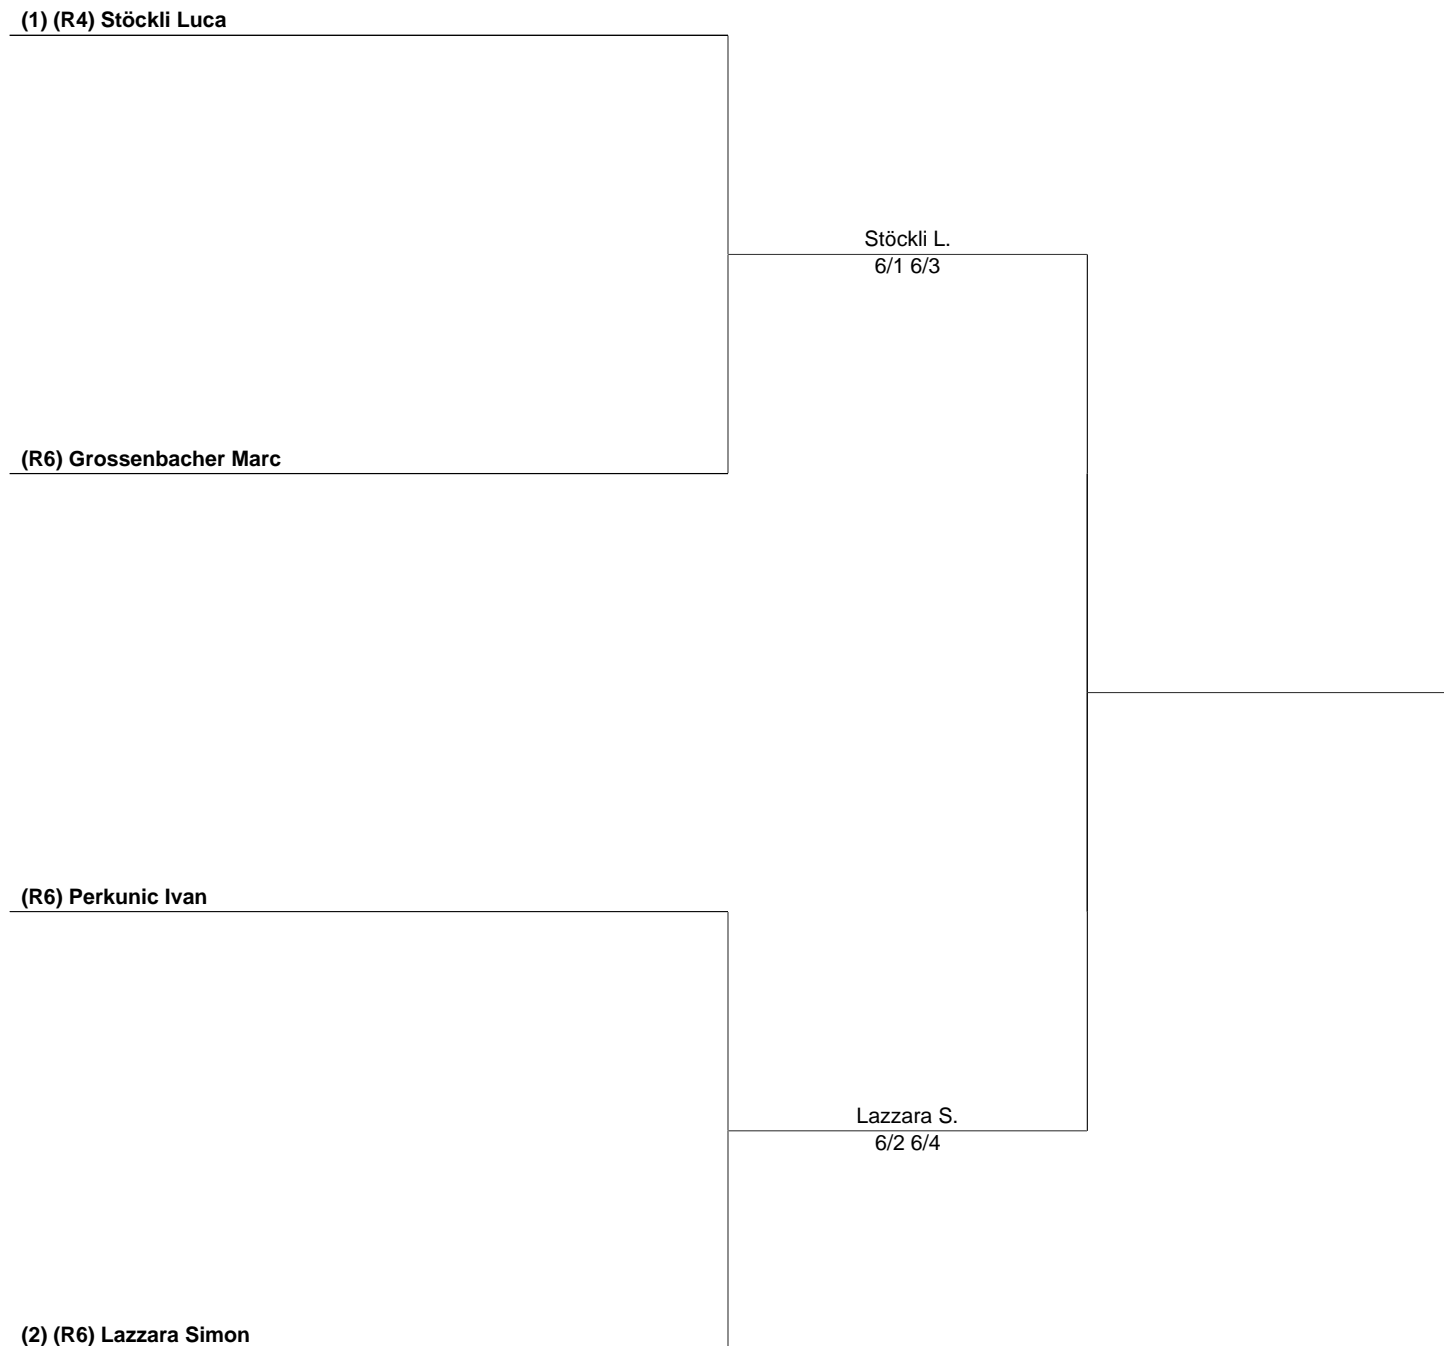 (1) (R4) Stöckli Luca
Stöckli L.
6/1 6/3
(R6) Grossenbacher Marc
(R6) Perkunic Ivan
Lazzara S.
6/2 6/4
(2) (R6) Lazzara Simon